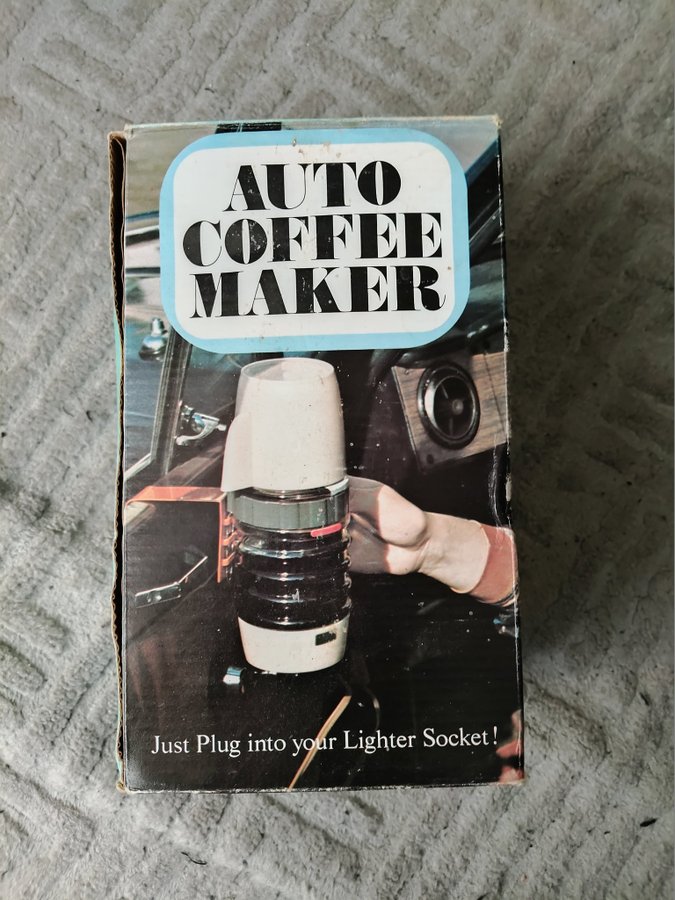 AUTO
COFFEE
MAKER
Just Plug into your Lighter Socket!